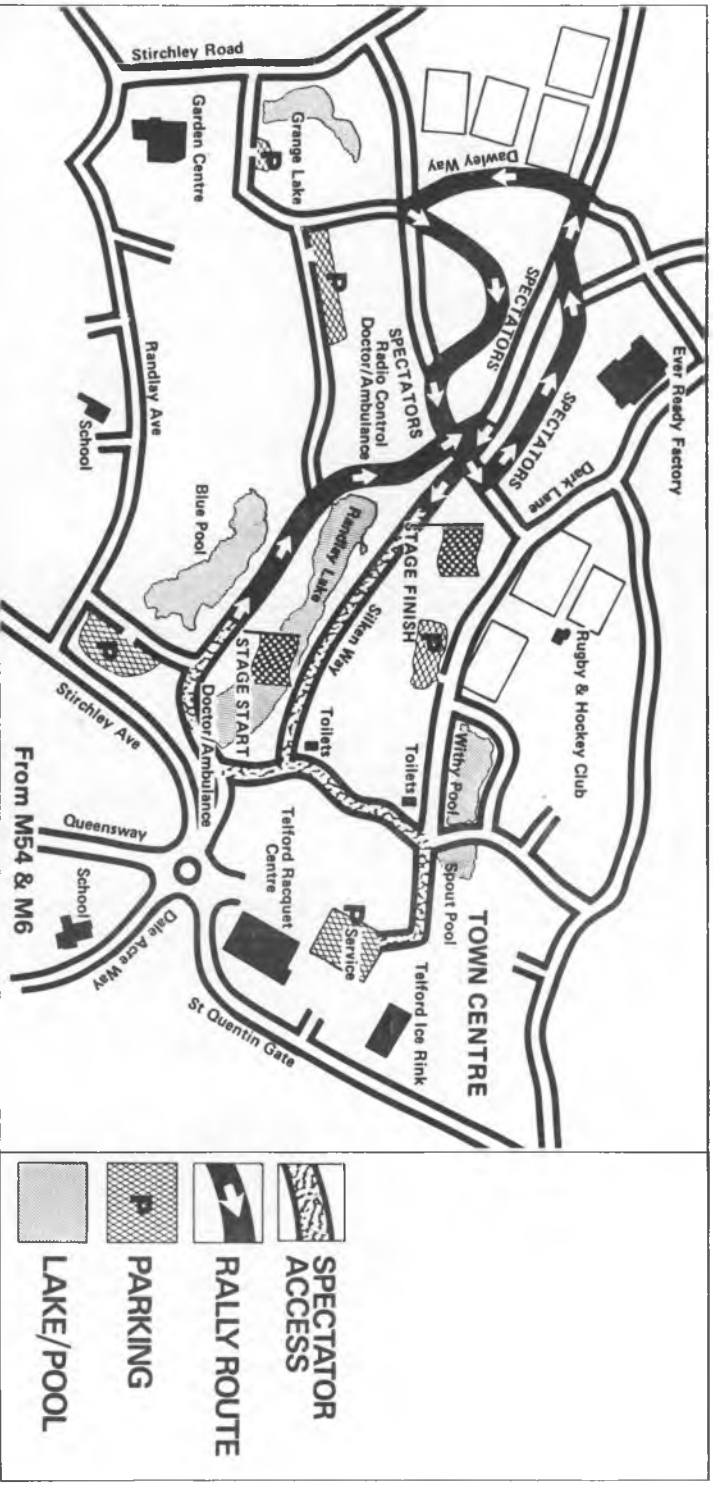 Stirchley Road
Garden Centre
Grange Lake
P
Dawley Way
P
SPECTATORS
Ever Ready Factory
SPECTATORS
Dark Lane
SPECTATORS
Radio Control
Doctor/Ambulance
Randlay Ave
School
Blue Pool
Randley Lake
STAGE FINISH
Silken Way
P
Rugby & Hockey Club
Withy Pool
Spout Pool
Toilets
Toilets
STAGE START
Doctor/Ambulance
P
Stirchley Ave
From M54 & M6
Queensway
School
Dale Acre Way
Telford Racquet
Centre
P
Service
Telford Ice Rink
TOWN CENTRE
St Quentin Gate
SPECTATOR
ACCESS
RALLY ROUTE
P
PARKING
LAKE/POOL